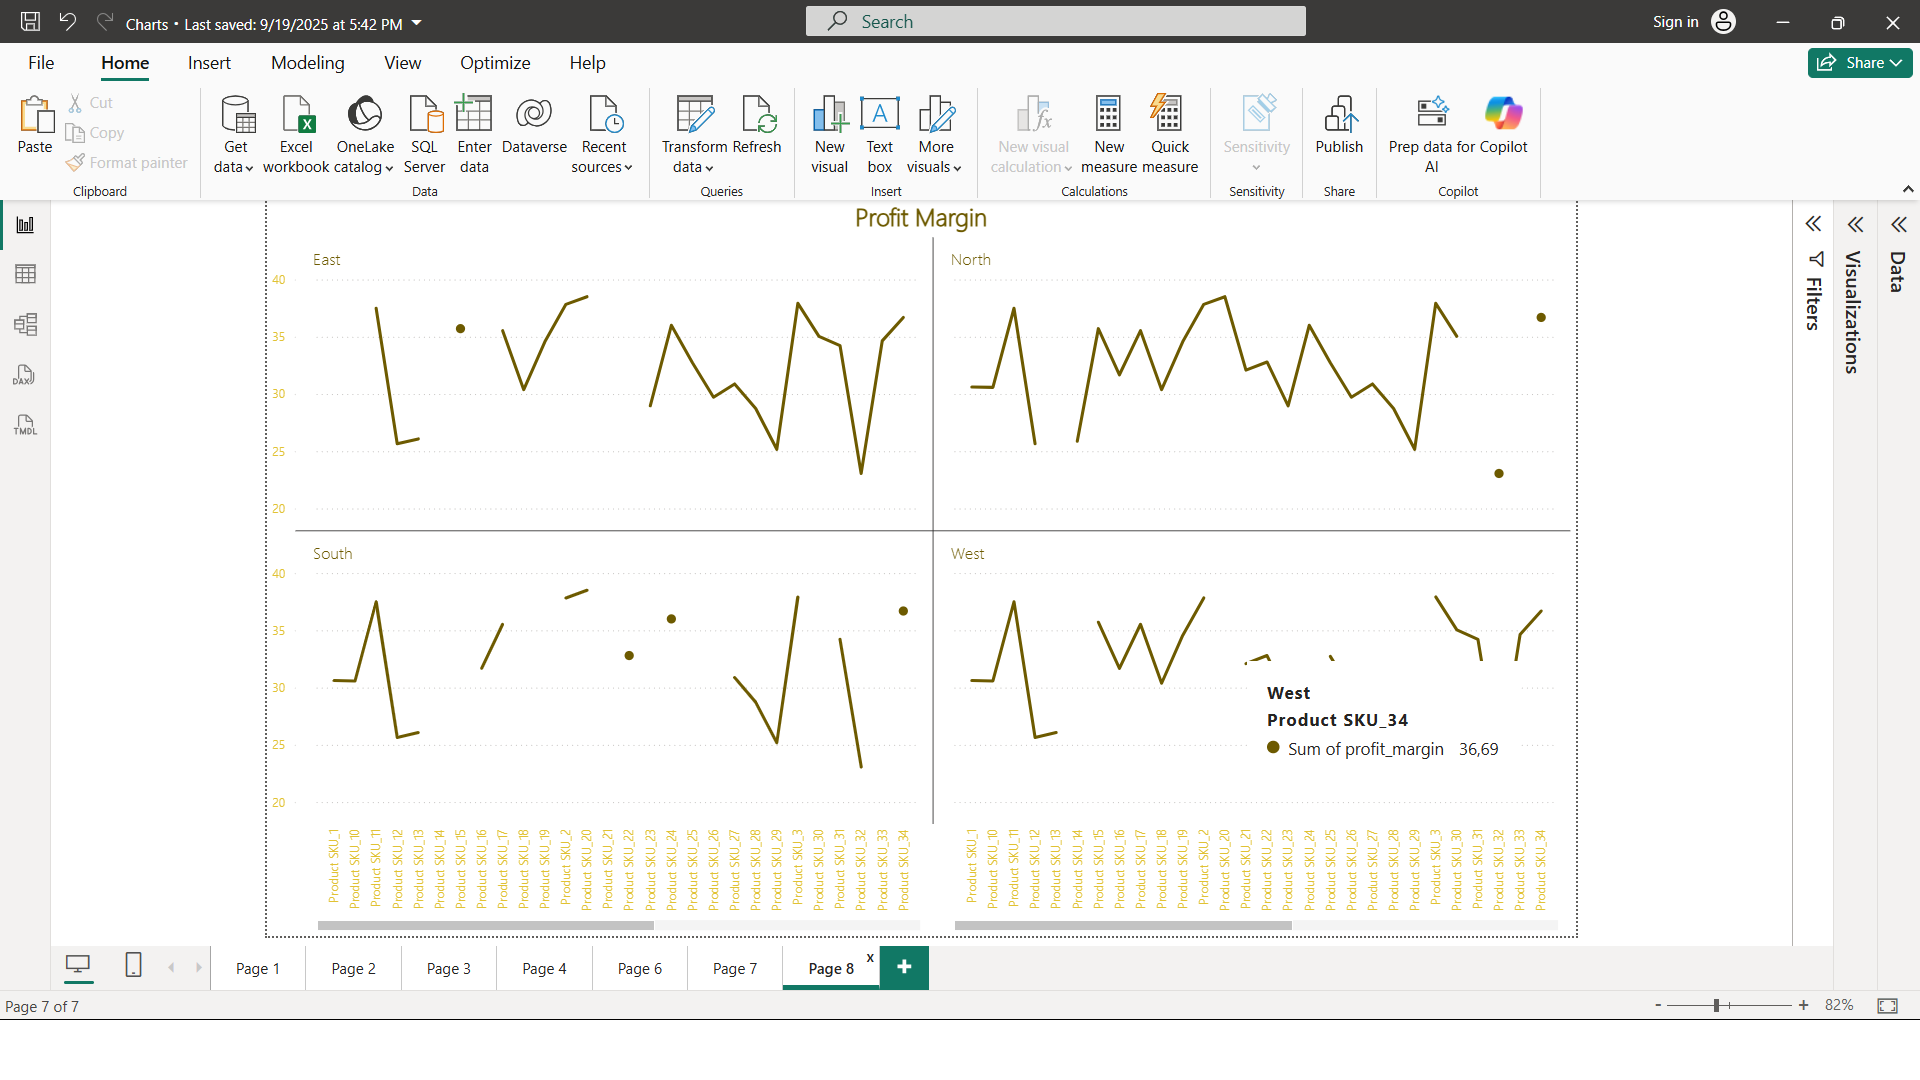 Charts • Last saved: 9/19/2025 at 5:42 PM
Search
Sign in
File Home Insert Modeling View Optimize Help
Share
Paste
Cut
Copy
Format painter
Clipboard
Get data
Excel workbook
OneLake catalog
SQL Server
Enter data
Dataverse
Recent sources
Data
Transform data
Refresh
Queries
New visual
Text box
More visuals
Insert
New visual calculation
New measure
Quick measure
Calculations
Sensitivity
Sensitivity
Publish
Share
Prep data for AI
Copilot
Copilot
DAX
TMDL
Profit Margin
East
40
35
30
25
20
North
South
40
35
30
25
20
West
West
Product SKU_34
Sum of profit_margin 36,69
Product SKU_1
Product SKU_10
Product SKU_11
Product SKU_12
Product SKU_13
Product SKU_14
Product SKU_15
Product SKU_16
Product SKU_17
Product SKU_18
Product SKU_19
Product SKU_2
Product SKU_20
Product SKU_21
Product SKU_22
Product SKU_23
Product SKU_24
Product SKU_25
Product SKU_26
Product SKU_27
Product SKU_28
Product SKU_29
Product SKU_3
Product SKU_30
Product SKU_31
Product SKU_32
Product SKU_33
Product SKU_34
Product SKU_1
Product SKU_10
Product SKU_11
Product SKU_12
Product SKU_13
Product SKU_14
Product SKU_15
Product SKU_16
Product SKU_17
Product SKU_18
Product SKU_19
Product SKU_2
Product SKU_20
Product SKU_21
Product SKU_22
Product SKU_23
Product SKU_24
Product SKU_25
Product SKU_26
Product SKU_27
Product SKU_28
Product SKU_29
Product SKU_3
Product SKU_30
Product SKU_31
Product SKU_32
Product SKU_33
Product SKU_34
Filters
Visualizations
Data
Page 1 Page 2 Page 3 Page 4 Page 6 Page 7 Page 8 x
Page 7 of 7
- + 82%